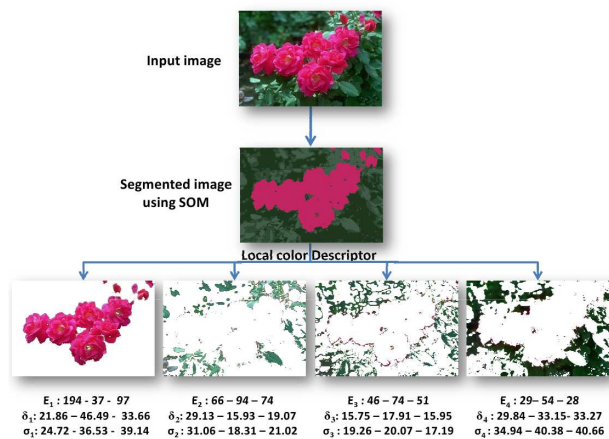 Input image
Segmented image
using SOM
Local color Descriptor
E₁ : 194 - 37 - 97
δ₁: 21.86 - 46.49 - 33.66
σ₁: 24.72 - 36.53 - 39.14
E₂ : 66 – 94 – 74
δ₂: 29.13 – 15.93 – 19.07
σ₂: 31.06 – 18.31 – 21.02
E₃ : 46 – 74 – 51
δ₃: 15.75 – 17.91 – 15.95
σ₃: 19.26 – 20.07 – 17.19
E₄ : 29– 54 – 28
δ₄: 29.84 – 33.15- 33.27
σ₄: 34.94 – 40.38 – 40.66